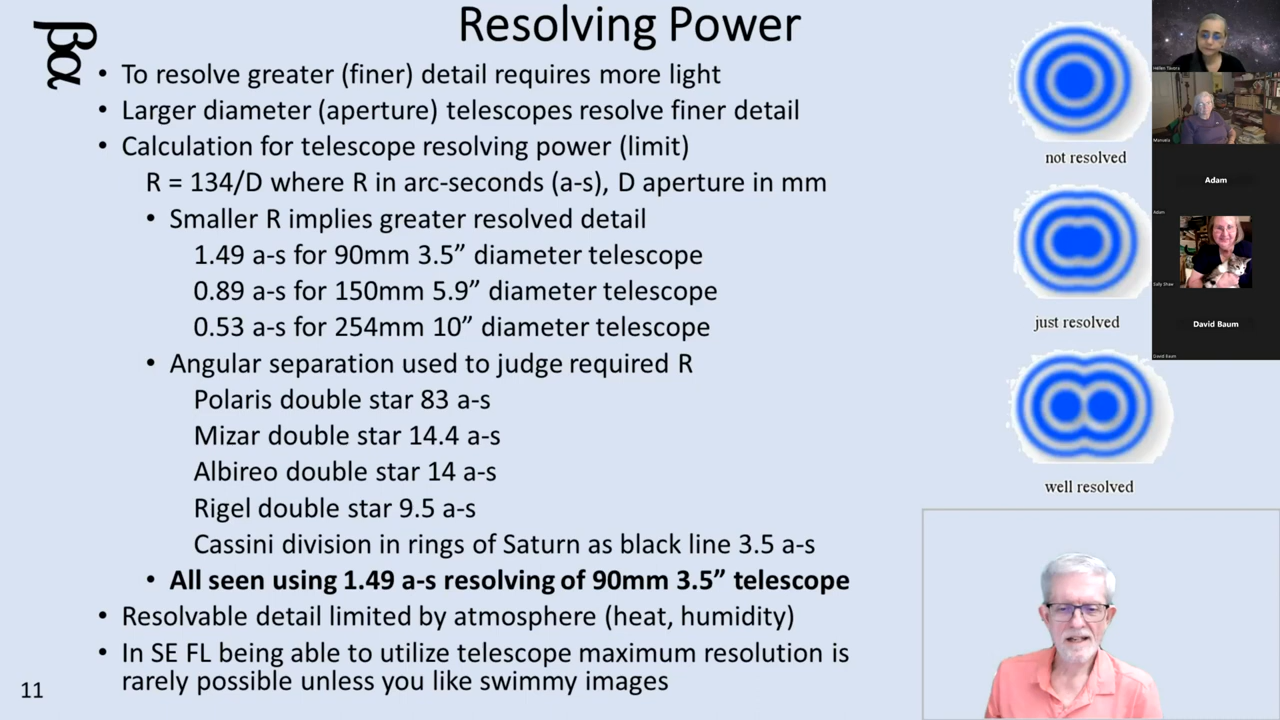 Resolving Power
βα
• To resolve greater (finer) detail requires more light
• Larger diameter (aperture) telescopes resolve finer detail
• Calculation for telescope resolving power (limit)
R = 134/D where R in arc-seconds (a-s), D aperture in mm
• Smaller R implies greater resolved detail
1.49 a-s for 90mm 3.5” diameter telescope
0.89 a-s for 150mm 5.9” diameter telescope
0.53 a-s for 254mm 10” diameter telescope
• Angular separation used to judge required R
Polaris double star 83 a-s
Mizar double star 14.4 a-s
Albireo double star 14 a-s
Rigel double star 9.5 a-s
Cassini division in rings of Saturn as black line 3.5 a-s
• All seen using 1.49 a-s resolving of 90mm 3.5” telescope
• Resolvable detail limited by atmosphere (heat, humidity)
• In SE FL being able to utilize telescope maximum resolution is
rarely possible unless you like swimmy images
11
not resolved
just resolved
well resolved
Manuela
Adam
Adam
Sally Shaw
David Baum
David Baum